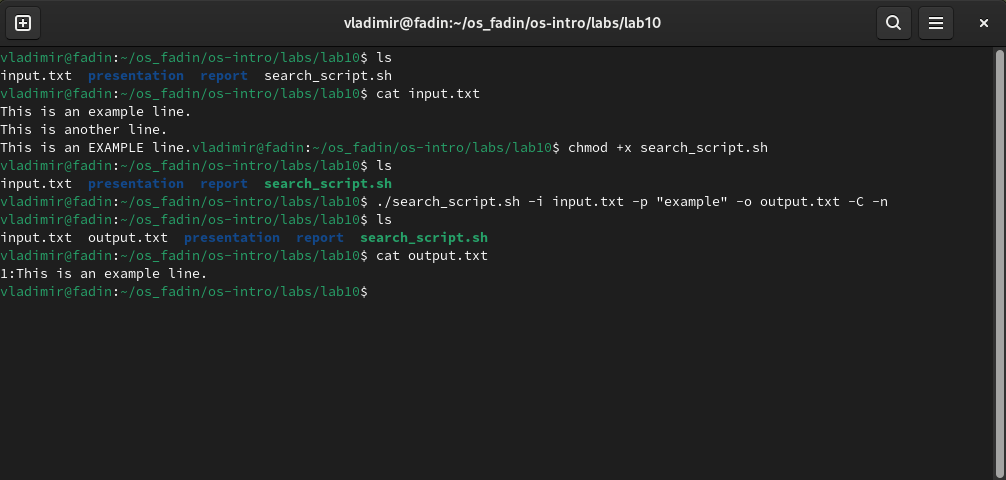 vladimir@fadin:~/os_fadin/os-intro/labs/lab10
vladimir@fadin:~/os_fadin/os-intro/labs/lab10$ ls
input.txt  presentation  report  search_script.sh
vladimir@fadin:~/os_fadin/os-intro/labs/lab10$ cat input.txt
This is an example line.
This is another line.
This is an EXAMPLE line.vladimir@fadin:~/os_fadin/os-intro/labs/lab10$ chmod +x search_script.sh
vladimir@fadin:~/os_fadin/os-intro/labs/lab10$ ls
input.txt  presentation  report  search_script.sh
vladimir@fadin:~/os_fadin/os-intro/labs/lab10$ ./search_script.sh -i input.txt -p "example" -o output.txt -C -n
vladimir@fadin:~/os_fadin/os-intro/labs/lab10$ ls
input.txt  output.txt  presentation  report  search_script.sh
vladimir@fadin:~/os_fadin/os-intro/labs/lab10$ cat output.txt
1:This is an example line.
vladimir@fadin:~/os_fadin/os-intro/labs/lab10$